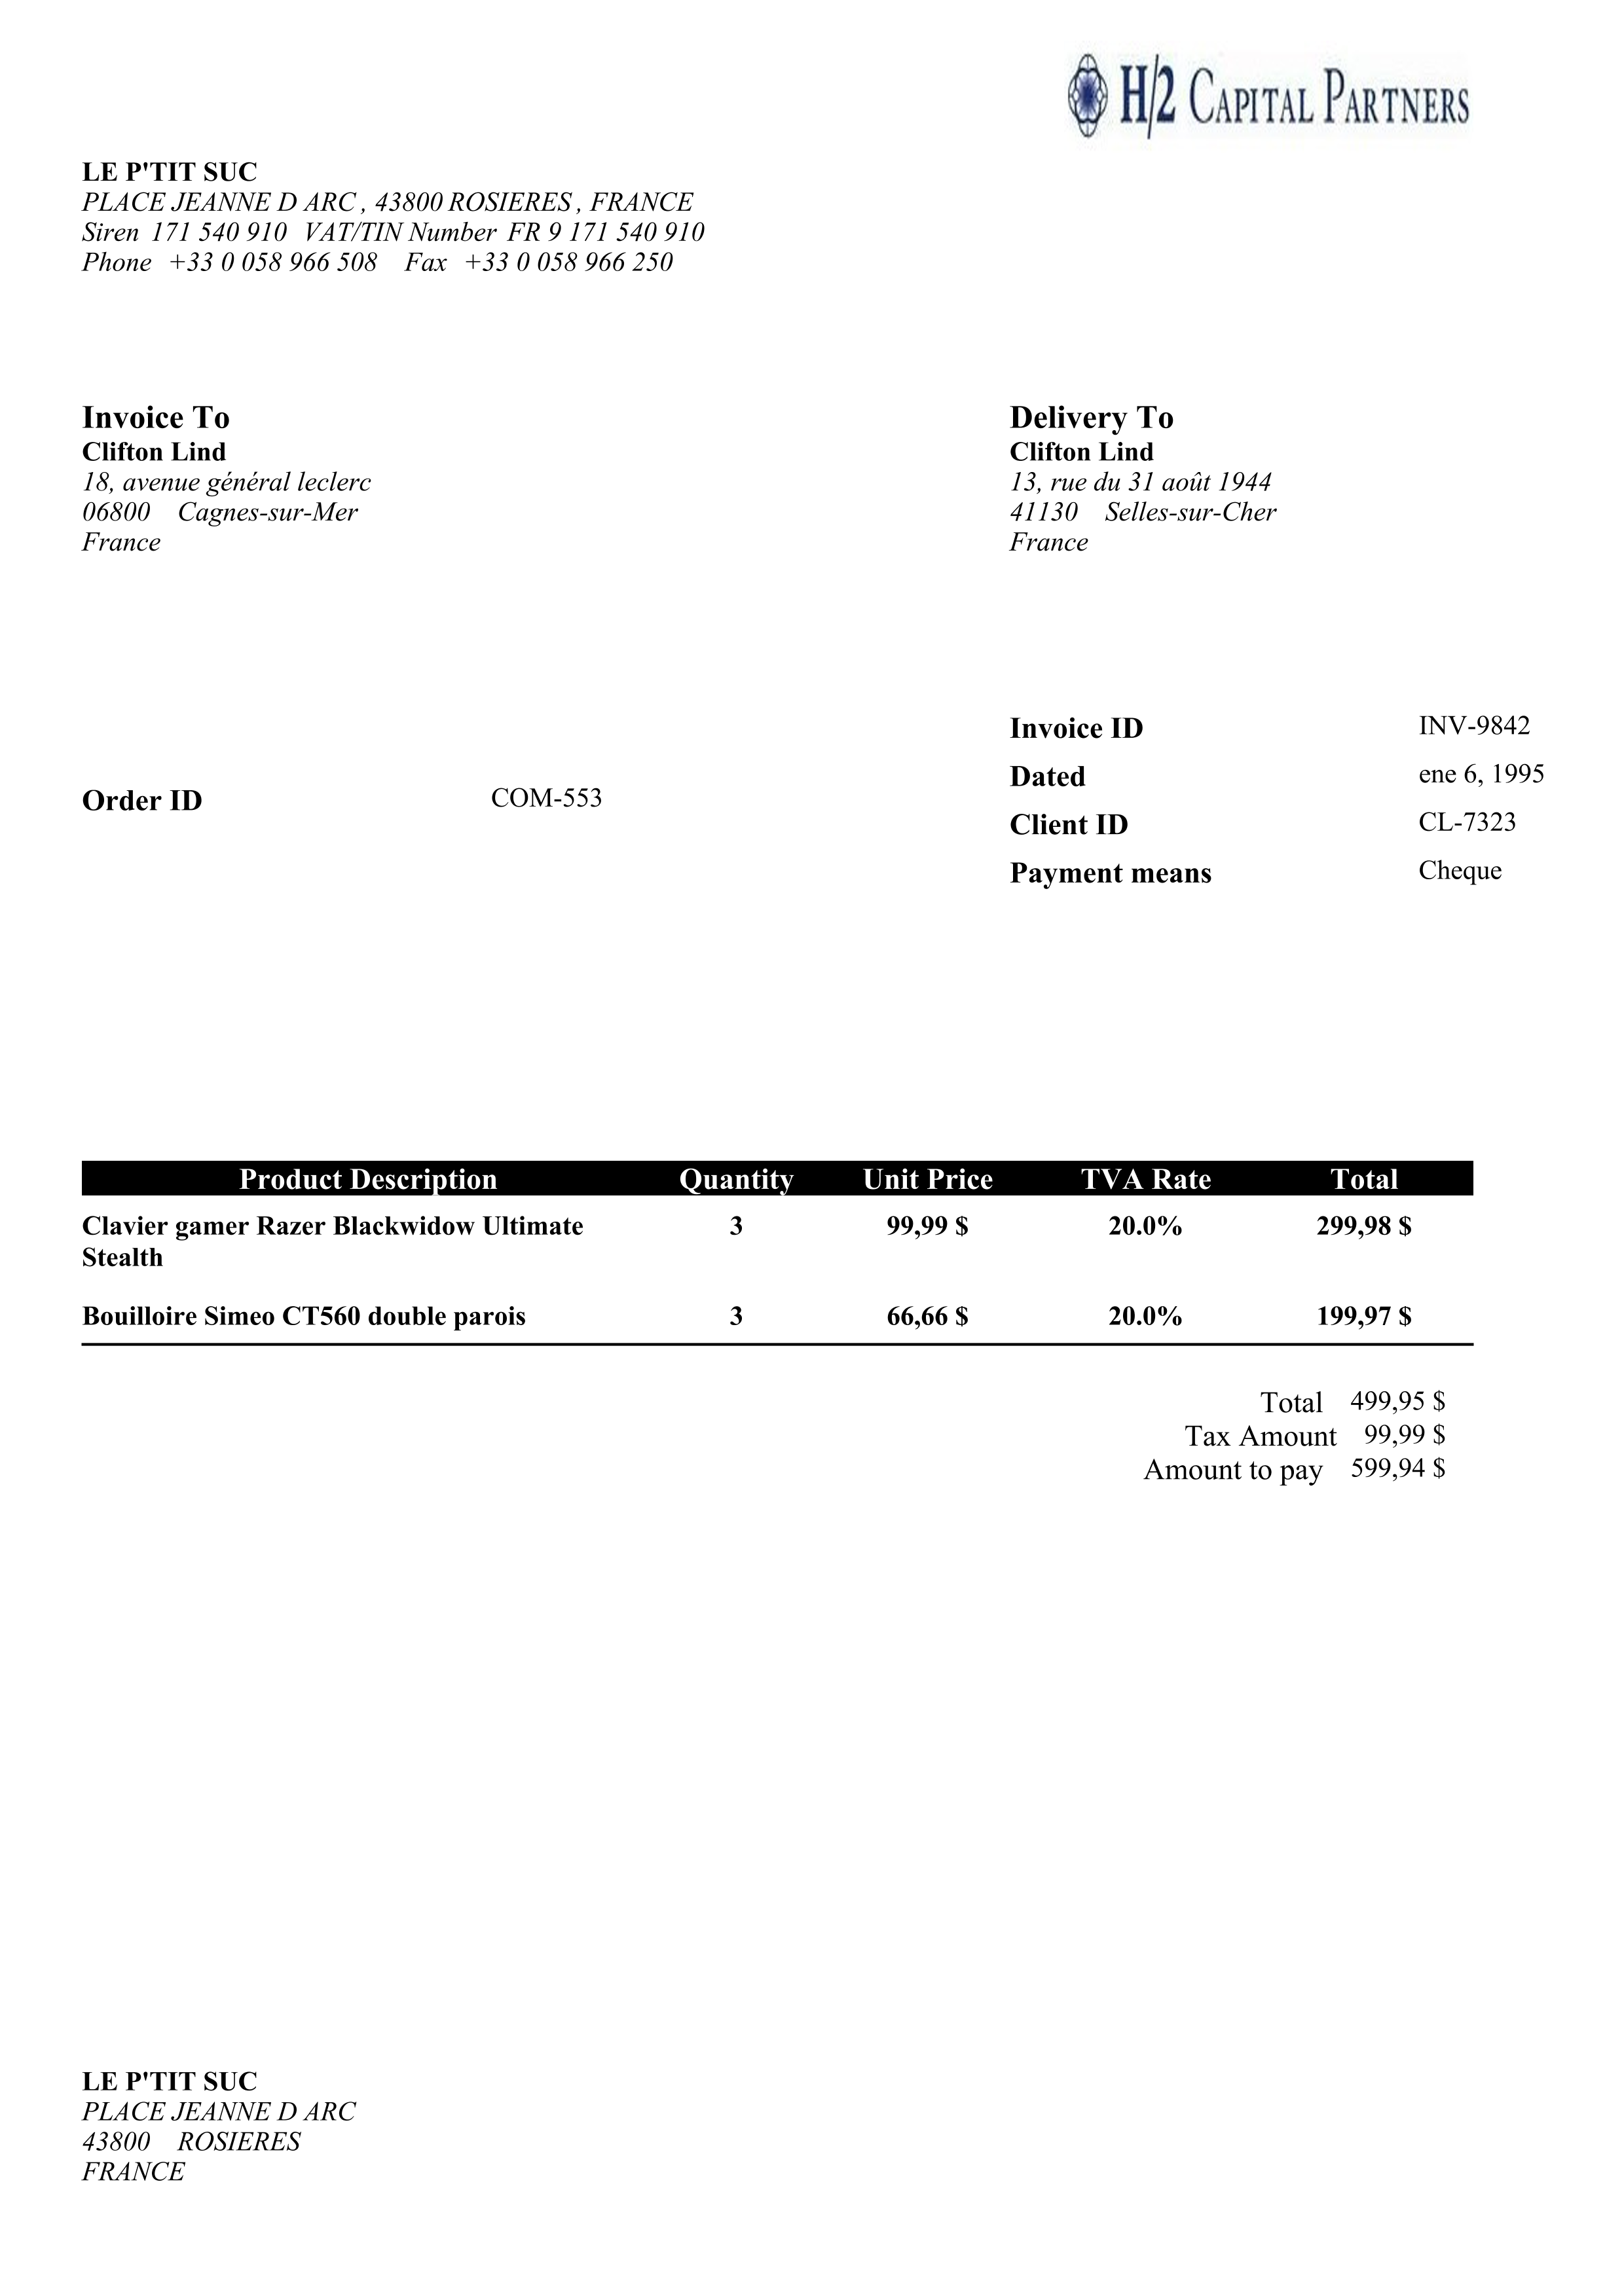 H/2 CAPITAL PARTNERS
LE P'TIT SUC
PLACE JEANNE D ARC , 43800 ROSIERES , FRANCE
Siren 171 540 910 VAT/TIN Number FR 9 171 540 910
Phone +33 0 058 966 508 Fax +33 0 058 966 250
Invoice To
Clifton Lind
18, avenue général leclerc
06800 Cagnes-sur-Mer
France
Delivery To
Clifton Lind
13, rue du 31 août 1944
41130 Selles-sur-Cher
France
Order ID COM-553
Invoice ID INV-9842
Dated ene 6, 1995
Client ID CL-7323
Payment means Cheque
Product Description Quantity Unit Price TVA Rate Total
Clavier gamer Razer Blackwidow Ultimate 3 99,99 $ 20.0% 299,98 $
Stealth
Bouilloire Simeo CT560 double parois 3 66,66 $ 20.0% 199,97 $
Total 499,95 $
Tax Amount 99,99 $
Amount to pay 599,94 $
LE P'TIT SUC
PLACE JEANNE D ARC
43800 ROSIERES
FRANCE